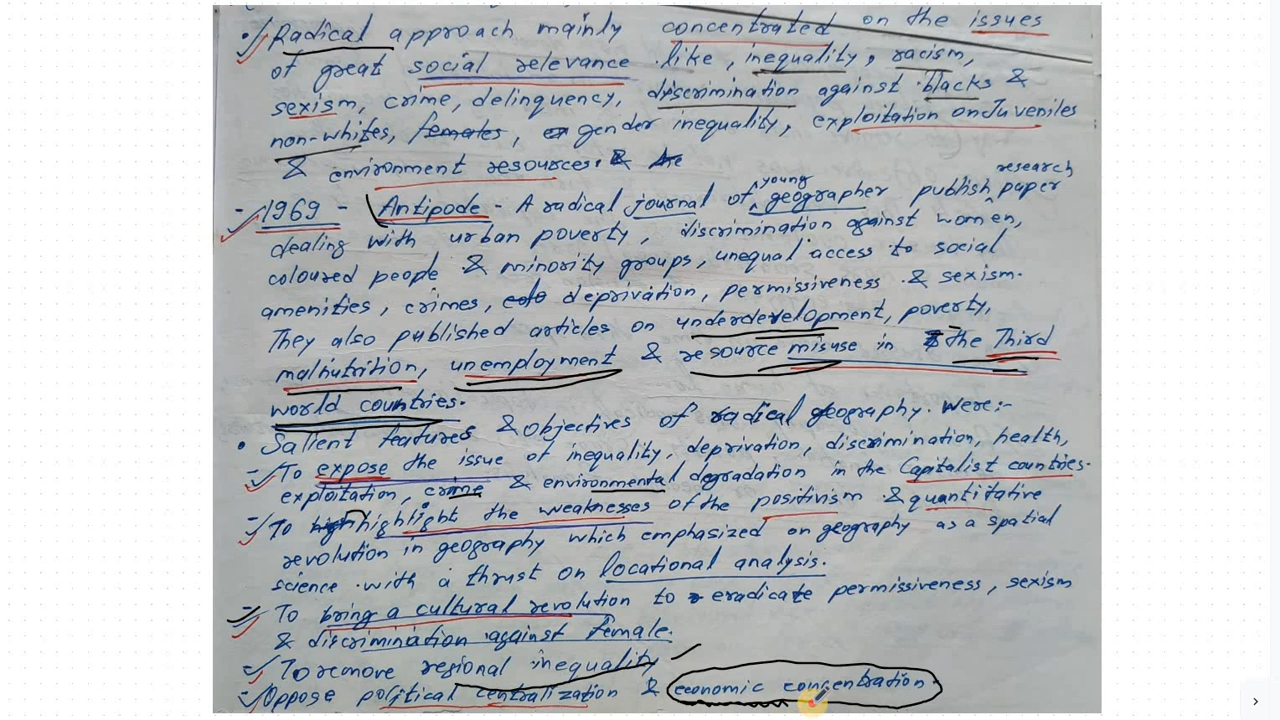 • Radical approach mainly concentrated on the issues
of great social relevance like, inequality, racism,
sexism, crime, delinquency, discrimination against blacks &
non-whites, females, gender inequality, exploitation on Juveniles
& environment resources. &
- 1969 - Antipode - A radical journal of young geographer publish research paper
dealing with urban poverty, discrimination against women,
coloured people & minority groups, unequal access to social
amenities, crimes, deprivation, permissiveness & sexism.
They also published articles on underdevelopment, poverty,
malnutrition, unemployment & resource misuse in the Third
world countries.
• Salient features & objectives of radical geography. Were:-
- To expose the issue of inequality, deprivation, discrimination, health,
exploitation, crime & environmental degradation in the Capitalist countries.
- To highlight the weaknesses of the positivism & quantitative
revolution in geography which emphasized on geography as a spatial
science with a thrust on locational analysis.
- To bring a cultural revolution to eradicate permissiveness, sexism
& discrimination against female.
- To remove regional inequality
- Oppose political centralization & economic concentration.